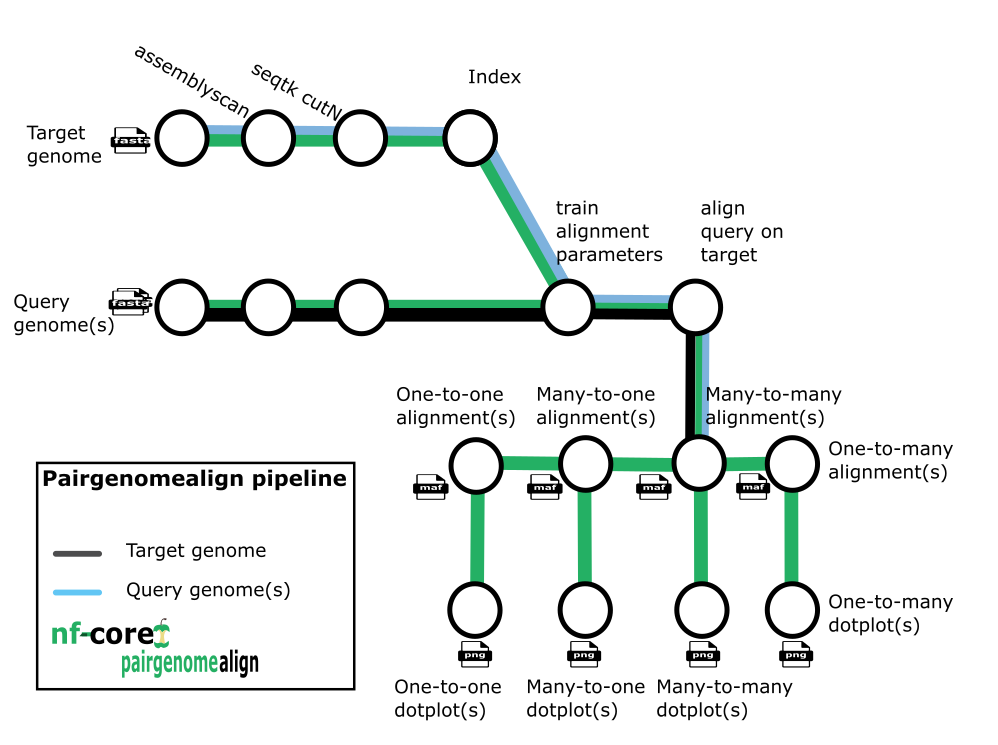 assemblyscan
seqtk cutN
Index
Target
genome
fasta
train
alignment
parameters
align
query on
target
Query
genome(s)
fasta
One-to-one
alignment(s)
Many-to-one
alignment(s)
Many-to-many
alignment(s)
One-to-many
alignment(s)
maf
maf
maf
maf
Pairgenomealign pipeline
Target genome
Query genome(s)
nf-core
pairgenomealign
One-to-many
dotplot(s)
png
png
png
png
One-to-one
dotplot(s)
Many-to-one
dotplot(s)
Many-to-many
dotplot(s)